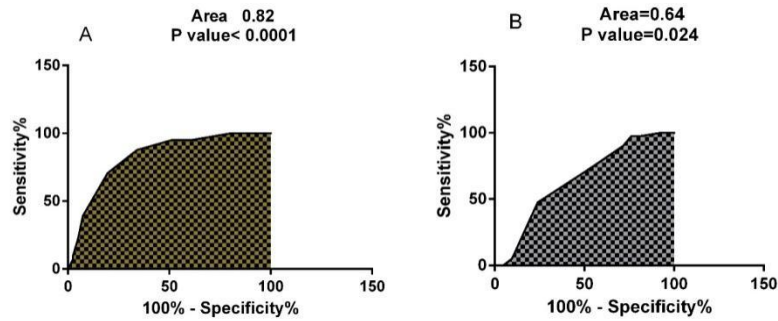 A
Area 0.82
P value< 0.0001
150
100
50
0
Sensitivity%
0 50 100 150
100% - Specificity%
B
Area=0.64
P value=0.024
150
100
50
0
Sensitivity%
0 50 100 150
100% - Specificity%